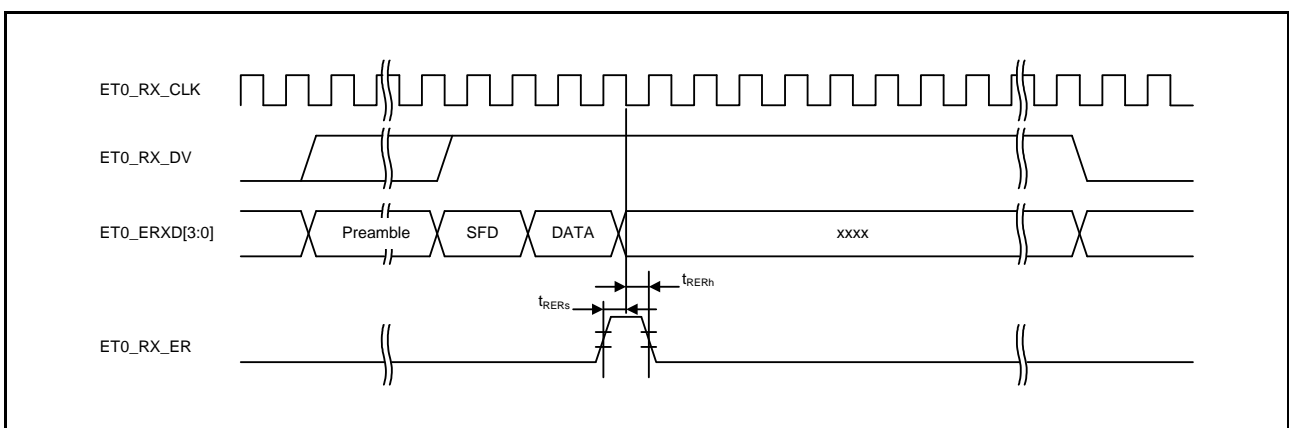 ET0_RX_CLK
ET0_RX_DV
ET0_ERXD[3:0]
Preamble
SFD
DATA
xxxx
tRERh
tRERs
ET0_RX_ER